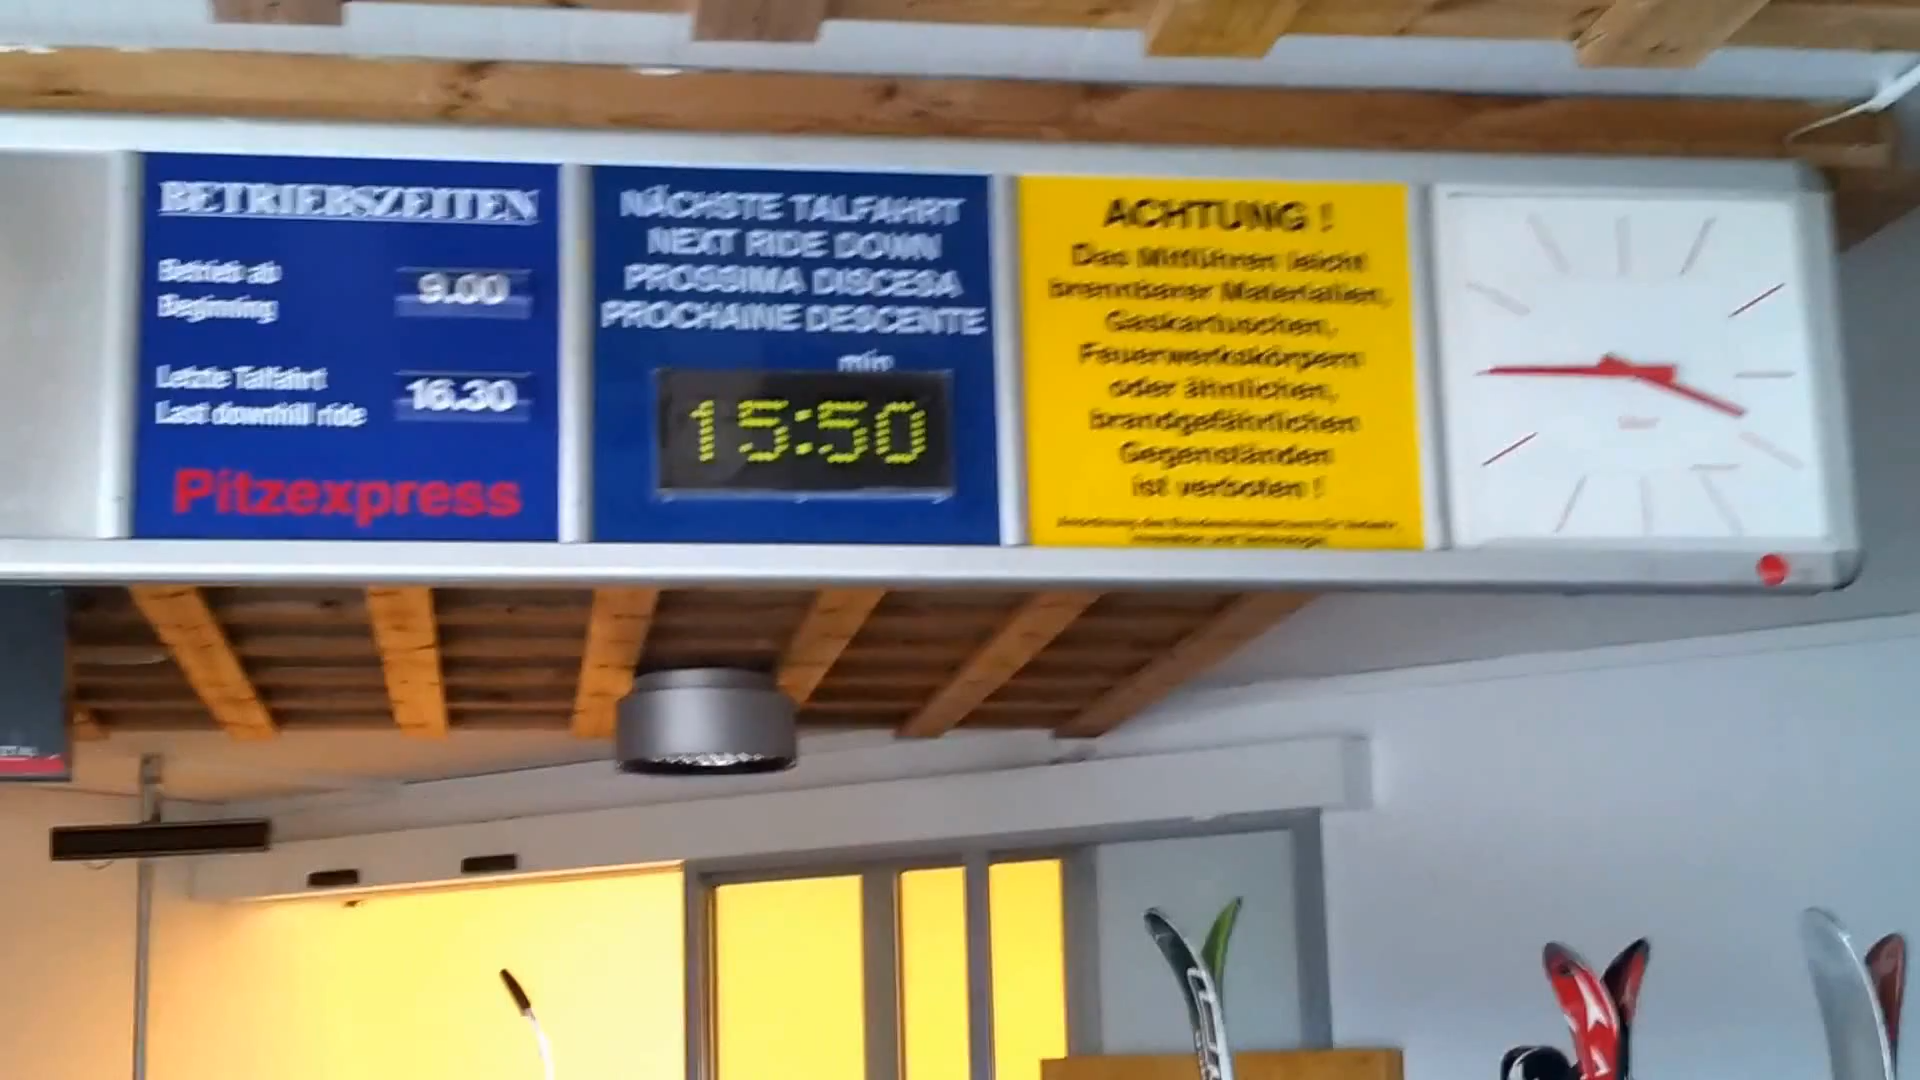 BETRIEBSZEITEN
Betrieb ab
Beginning
9.00
Letzte Talfahrt
Last downhill ride
16.30
Pitzexpress
NÄCHSTE TALFAHRT
NEXT RIDE DOWN
PROSSIMA DISCESA
PROCHAINE DESCENTE
min
15:50
ACHTUNG !
Das Mitführen leicht
brennbarer Materialien,
Gaskartuschen,
Feuerwerkskörpern
oder ähnlichen,
brandgefährlichen
Gegenständen
ist verboten !